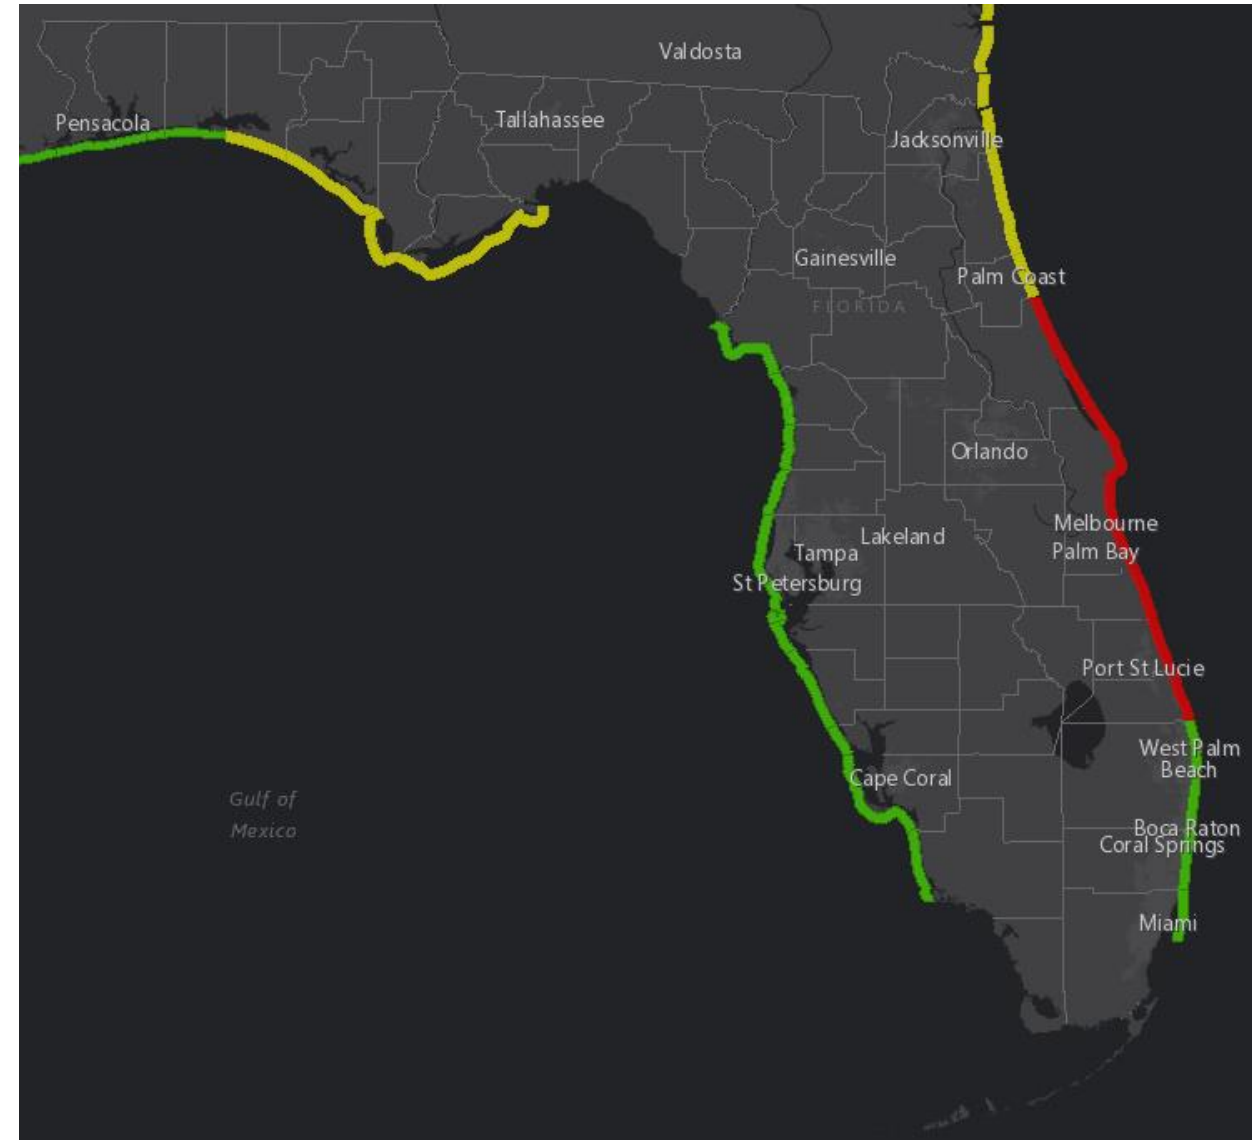 Valdosta
Pensacola
Tallahassee
Jacksonville
Gainesville
Palm Coast
FLORIDA
Orlando
Melbourne
Lakeland
Tampa
Palm Bay
St Petersburg
Port St Lucie
West Palm
Beach
Cape Coral
Gulf of
Mexico
Boca Raton
Coral Springs
Miami